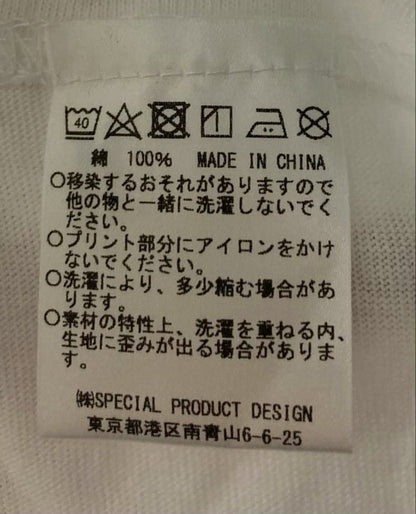 40
綿 100% MADE IN CHINA
○移染するおそれがありますので
他の物と一緒に洗濯しないでく
ださい。
○プリント部分にアイロンをかけ
ないでください。
○洗濯により、多少縮む場合があ
ります。
○素材の特性上、洗濯を重ねる内、
生地に歪みが出る場合がありま
す。
㈱SPECIAL PRODUCT DESIGN
東京都港区南青山6-6-25